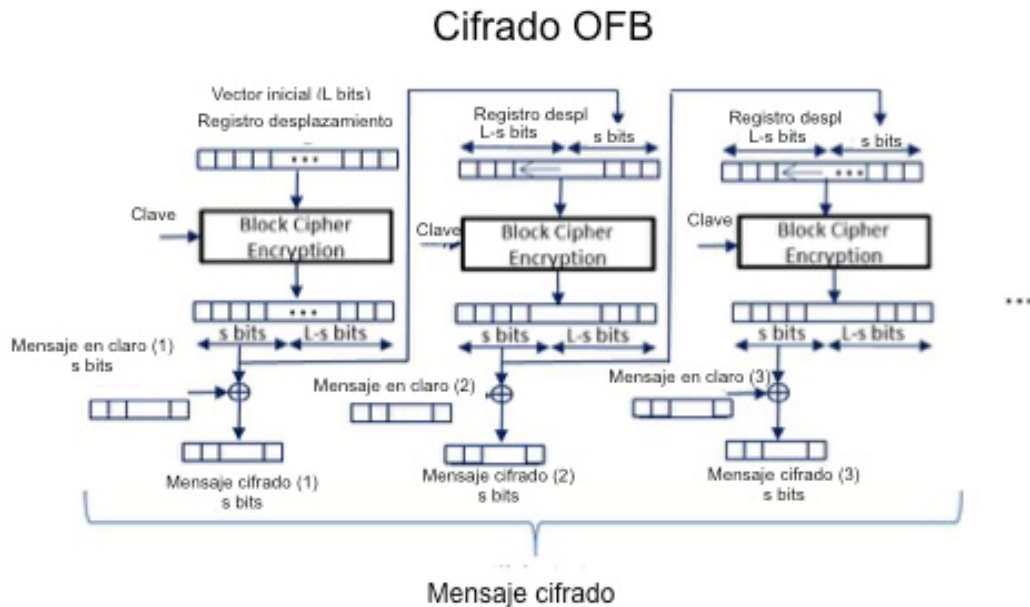 Cifrado OFB
Vector inicial (L bits)
Registro desplazamiento
Registro despl
L-s bits
s bits
Registro despl
L-s bits
s bits
...
...
Clave
Block Cipher
Encryption
Clave
Block Cipher
Encryption
Clave
Block Cipher
Encryption
...
...
s bits
L-s bits
s bits
L-s bits
s bits
L-s bits
Mensaje en claro (1)
s bits
Mensaje en claro (2)
Mensaje en claro (3)
Mensaje cifrado (1)
s bits
Mensaje cifrado (2)
s bits
Mensaje cifrado (3)
s bits
Mensaje cifrado